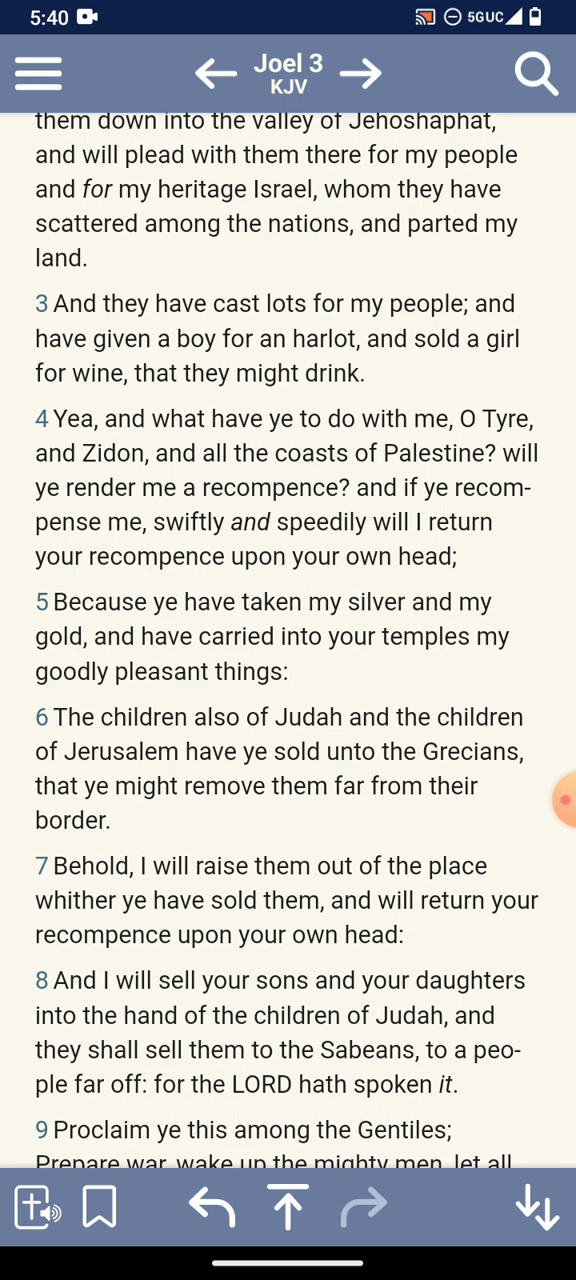 5:40
5GUC
Joel 3
KJV
them down into the valley of Jehoshaphat,
and will plead with them there for my people
and for my heritage Israel, whom they have
scattered among the nations, and parted my
land.
3 And they have cast lots for my people; and
have given a boy for an harlot, and sold a girl
for wine, that they might drink.
4 Yea, and what have ye to do with me, O Tyre,
and Zidon, and all the coasts of Palestine? will
ye render me a recompence? and if ye recom-
pense me, swiftly and speedily will I return
your recompence upon your own head;
5 Because ye have taken my silver and my
gold, and have carried into your temples my
goodly pleasant things:
6 The children also of Judah and the children
of Jerusalem have ye sold unto the Grecians,
that ye might remove them far from their
border.
7 Behold, I will raise them out of the place
whither ye have sold them, and will return your
recompence upon your own head:
8 And I will sell your sons and your daughters
into the hand of the children of Judah, and
they shall sell them to the Sabeans, to a peo-
ple far off: for the LORD hath spoken it.
9 Proclaim ye this among the Gentiles;
Prepare war, wake up the mighty men, let all